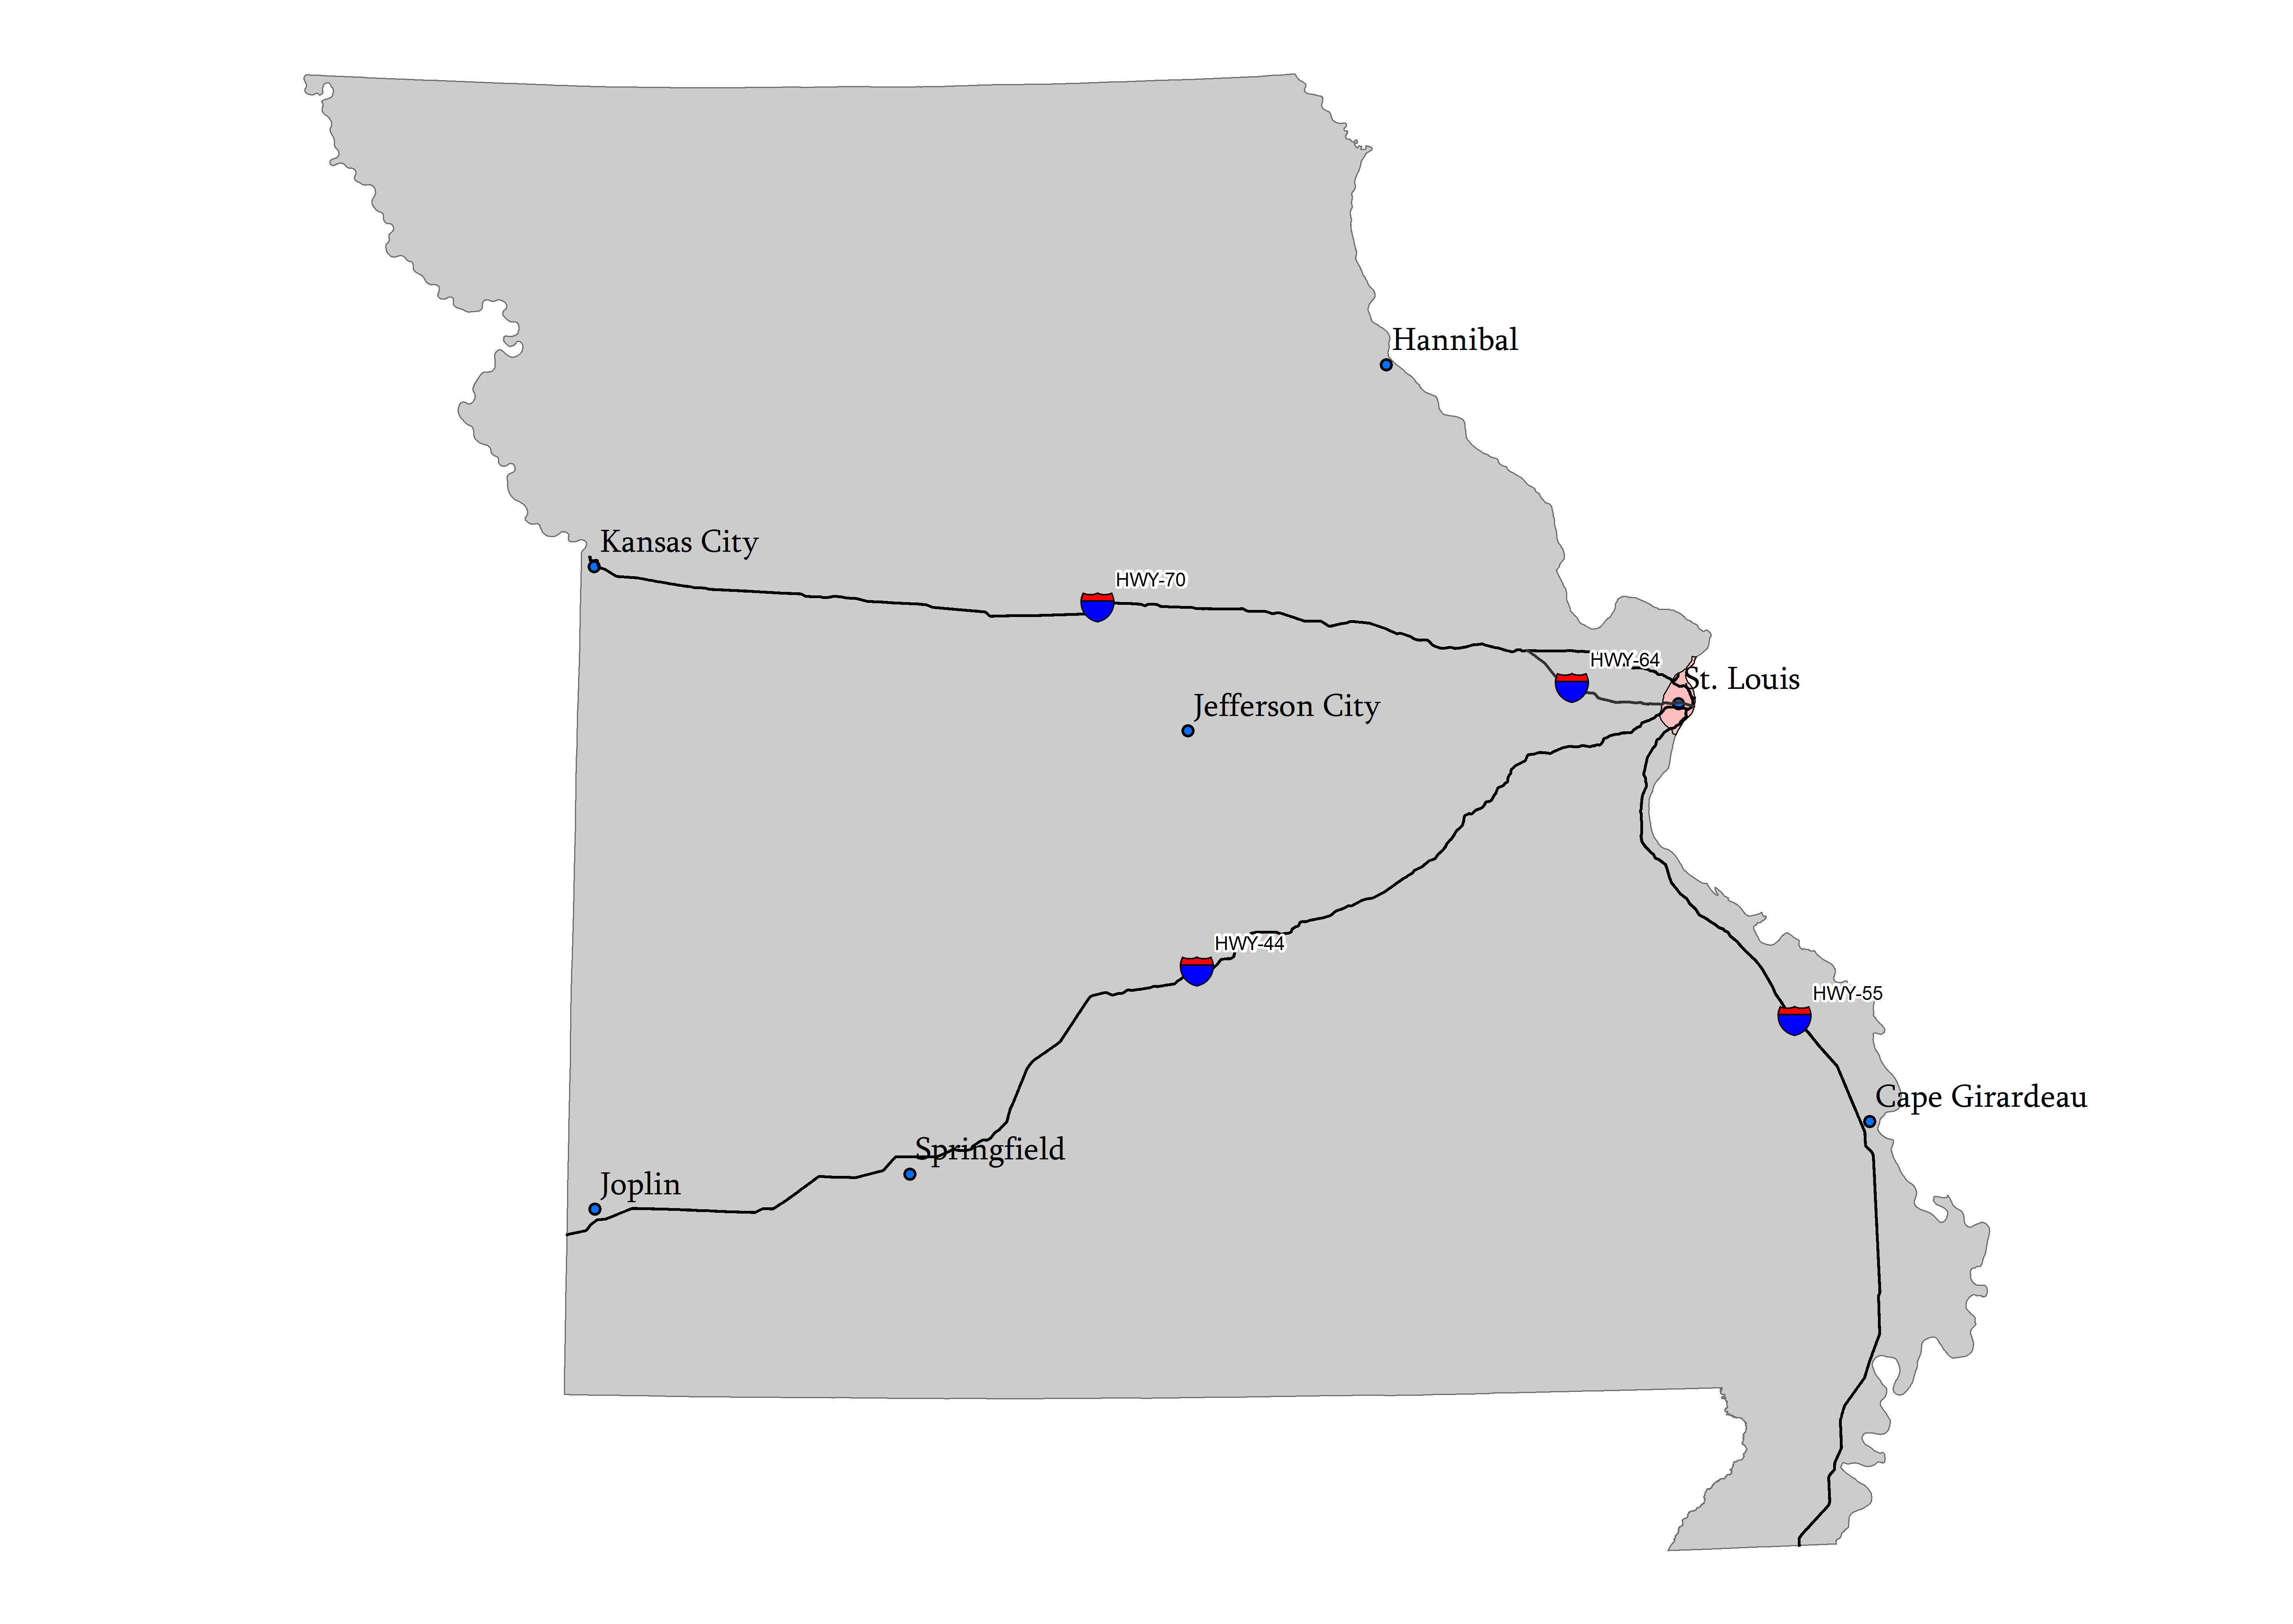 Hannibal
Kansas City
HWY-70
HWY-64
St. Louis
Jefferson City
HWY-44
HWY-55
Cape Girardeau
Springfield
Joplin